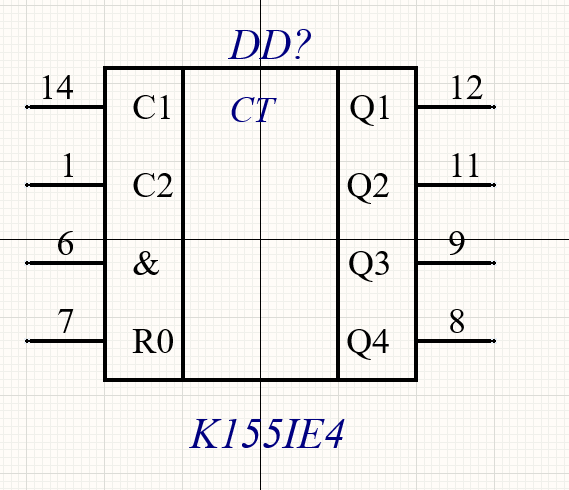 DD?
14 C1 CT Q1 12
1 C2 Q2 11
6 & Q3 9
7 R0 Q4 8
K155IE4